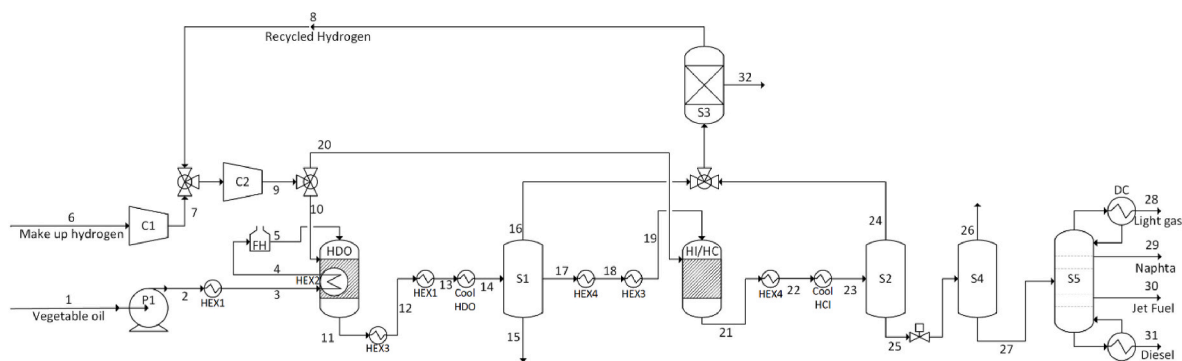 8
Recycled Hydrogen
32
S3
20
C2
9
7
10
6
Make up hydrogen
C1
5
FH
4
HDO
HEX2
1
Vegetable oil
P1
2
HEX1
3
11
HEX3
12
HEX1
13
Cool
HDO
14
16
S1
15
17
HEX4
18
HEX3
19
HI/HC
21
HEX4
22
Cool
HCI
23
24
S2
25
26
S4
27
S5
DC
28
Light gas
29
Naphta
30
Jet Fuel
31
Diesel